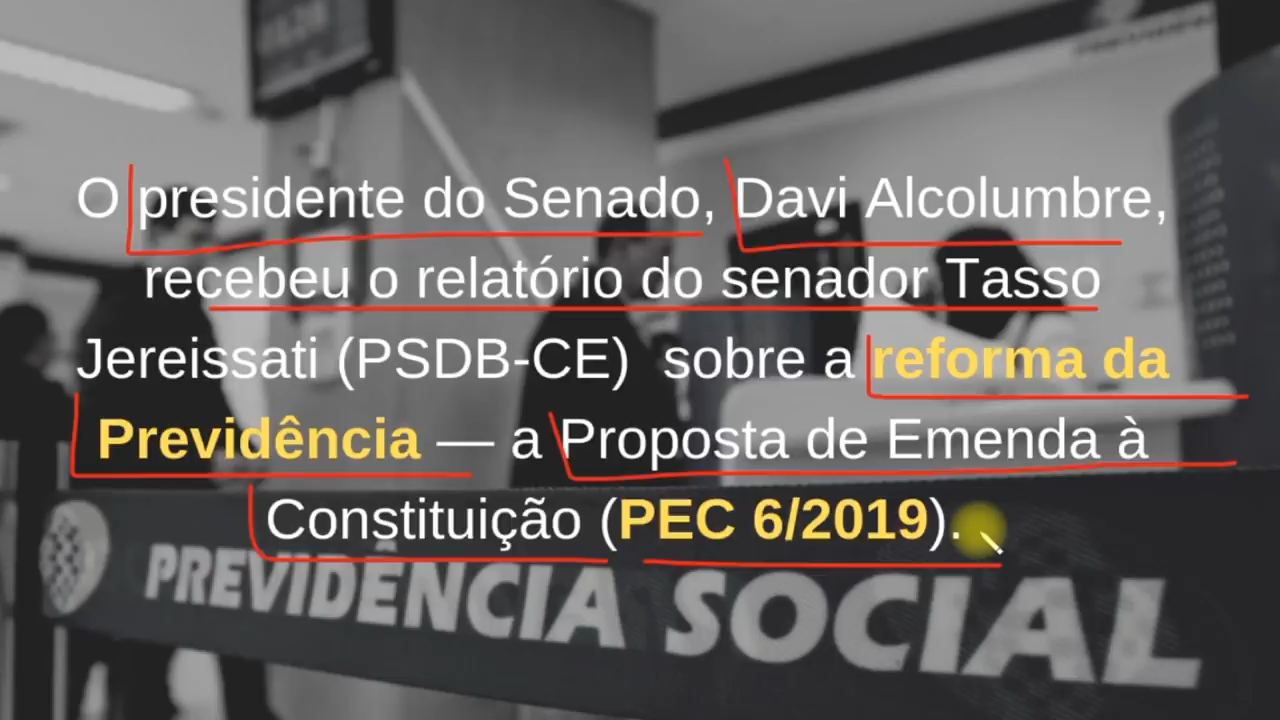 O presidente do Senado, Davi Alcolumbre,
recebeu o relatório do senador Tasso
Jereissati (PSDB-CE)  sobre a reforma da
Previdência — a Proposta de Emenda à
Constituição (PEC 6/2019).
PREVIDÊNCIA SOCIAL